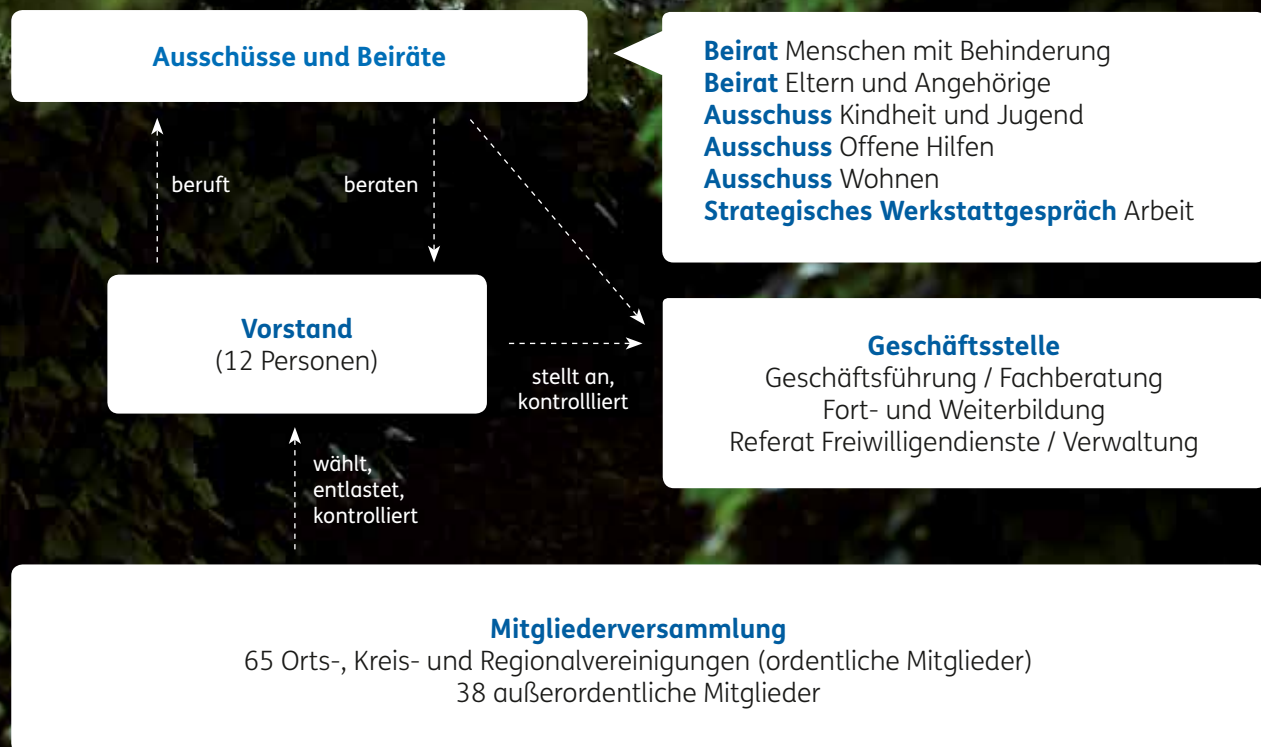 Ausschüsse und Beiräte
Beirat Menschen mit Behinderung
Beirat Eltern und Angehörige
Ausschuss Kindheit und Jugend
Ausschuss Offene Hilfen
Ausschuss Wohnen
Strategisches Werkstattgespräch Arbeit
beruft
beraten
Vorstand
(12 Personen)
stellt an,
kontrollliert
Geschäftsstelle
Geschäftsführung / Fachberatung
Fort- und Weiterbildung
Referat Freiwilligendienste / Verwaltung
wählt,
entlastet,
kontrolliert
Mitgliederversammlung
65 Orts-, Kreis- und Regionalvereinigungen (ordentliche Mitglieder)
38 außerordentliche Mitglieder